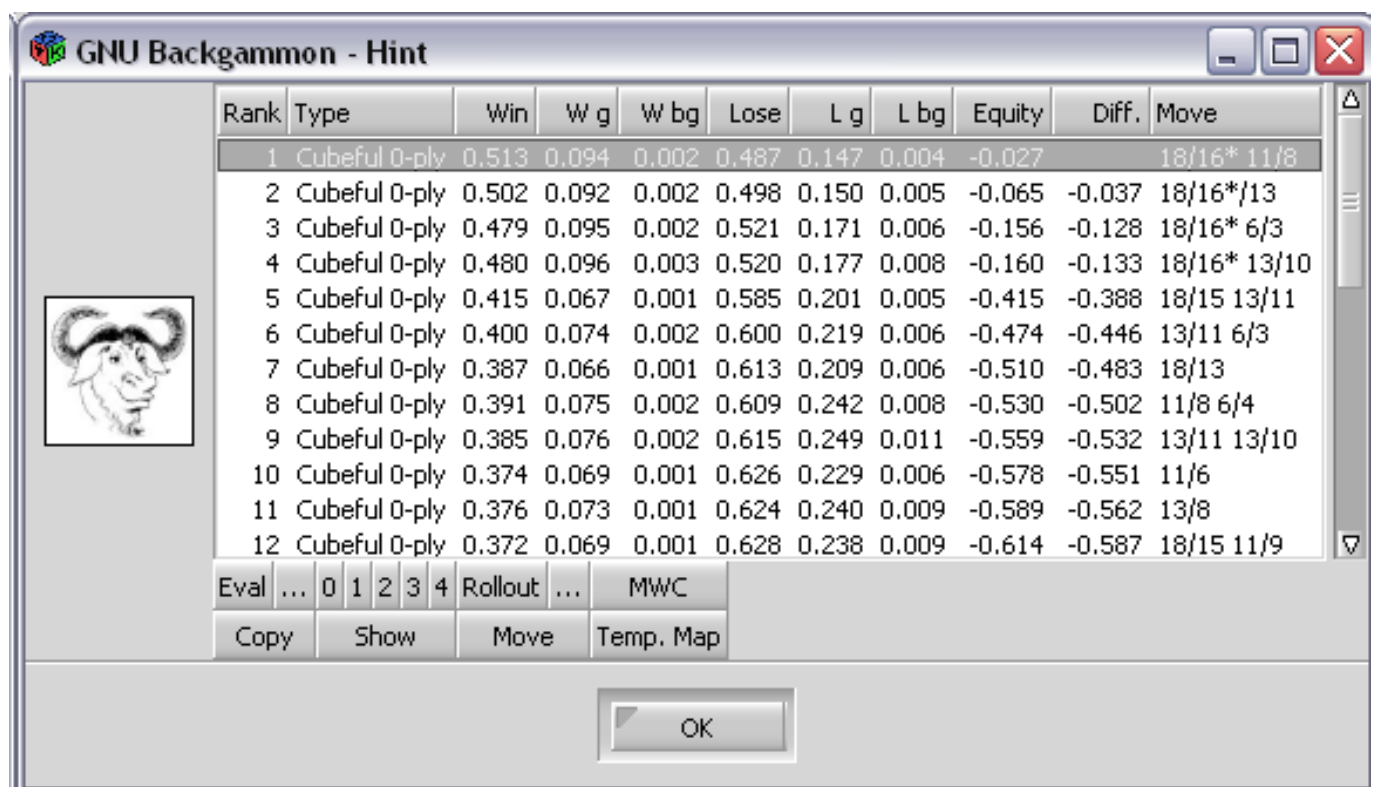 GNU Backgammon - Hint
Rank Type Win W g W bg Lose L g L bg Equity Diff. Move
1 Cubeful 0-ply 0.513 0.094 0.002 0.487 0.147 0.004 -0.027 18/16* 11/8
2 Cubeful 0-ply 0.502 0.092 0.002 0.498 0.150 0.005 -0.065 -0.037 18/16*/13
3 Cubeful 0-ply 0.479 0.095 0.002 0.521 0.171 0.006 -0.156 -0.128 18/16* 6/3
4 Cubeful 0-ply 0.480 0.096 0.003 0.520 0.177 0.008 -0.160 -0.133 18/16* 13/10
5 Cubeful 0-ply 0.415 0.067 0.001 0.585 0.201 0.005 -0.415 -0.388 18/15 13/11
6 Cubeful 0-ply 0.400 0.074 0.002 0.600 0.219 0.006 -0.474 -0.446 13/11 6/3
7 Cubeful 0-ply 0.387 0.066 0.001 0.613 0.209 0.006 -0.510 -0.483 18/13
8 Cubeful 0-ply 0.391 0.075 0.002 0.609 0.242 0.008 -0.530 -0.502 11/8 6/4
9 Cubeful 0-ply 0.385 0.076 0.002 0.615 0.249 0.011 -0.559 -0.532 13/11 13/10
10 Cubeful 0-ply 0.374 0.069 0.001 0.626 0.229 0.006 -0.578 -0.551 11/6
11 Cubeful 0-ply 0.376 0.073 0.001 0.624 0.240 0.009 -0.589 -0.562 13/8
12 Cubeful 0-ply 0.372 0.069 0.001 0.628 0.238 0.009 -0.614 -0.587 18/15 11/9
Eval ... 0 1 2 3 4 Rollout ... MWC
Copy Show Move Temp. Map
OK